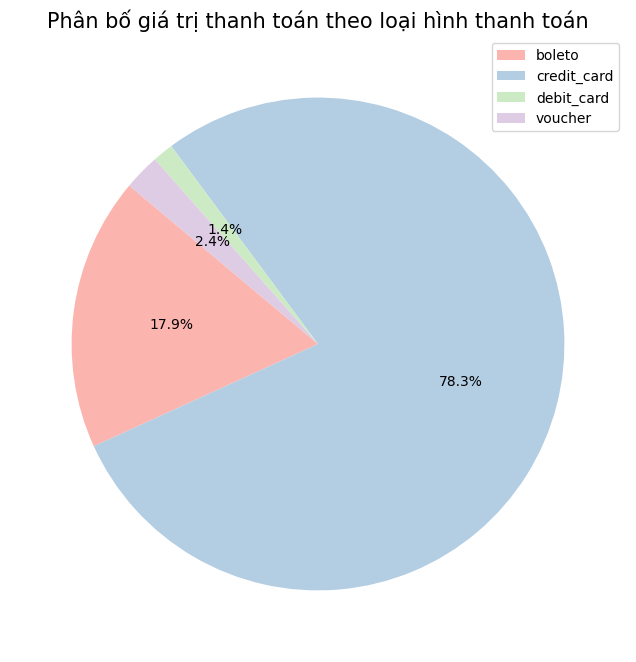 Phân bố giá trị thanh toán theo loại hình thanh toán
boleto
credit_card
debit_card
voucher
1.4%
2.4%
17.9%
78.3%